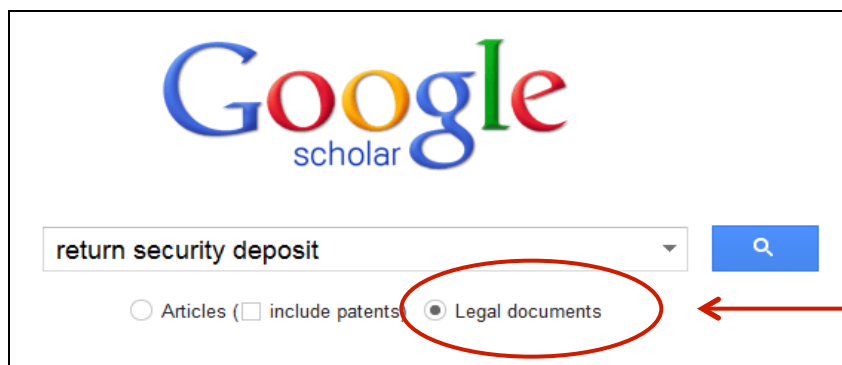 Google
scholar
return security deposit
Articles ( include patents) Legal documents